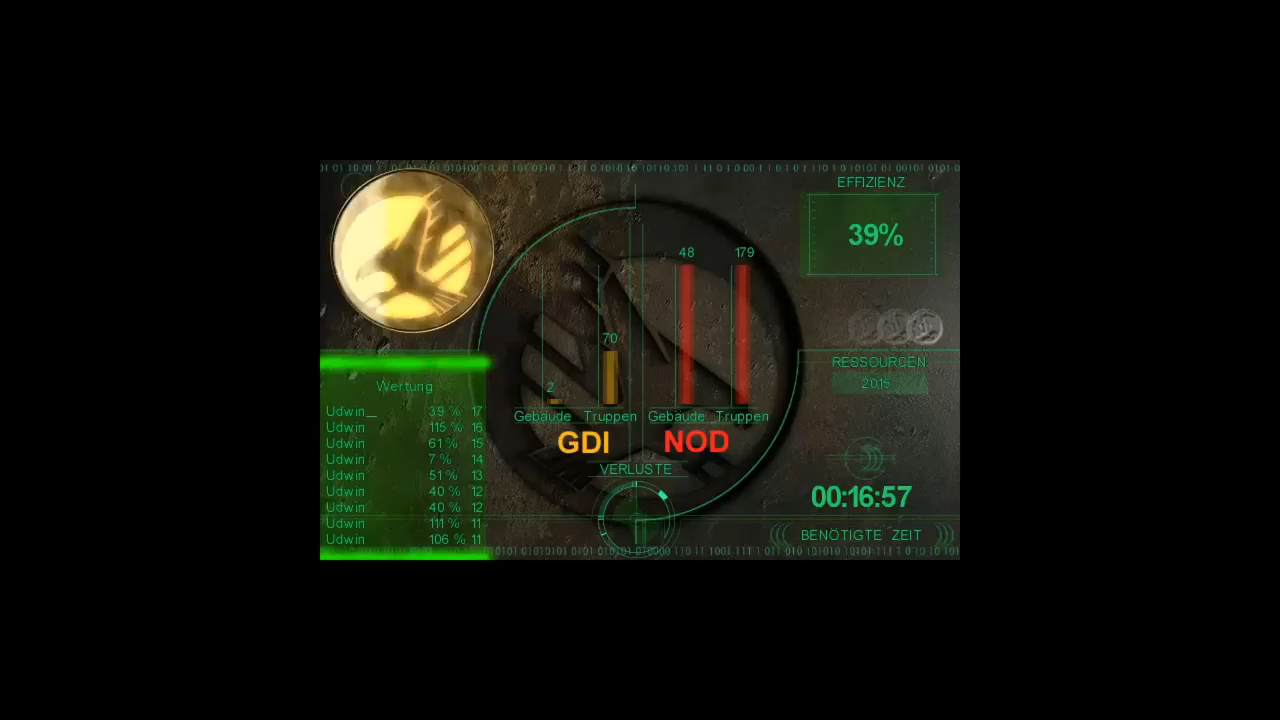 EFFIZIENZ
39%
48 179
70
2
Gebäude Truppen Gebäude Truppen
GDI NOD
VERLUSTE
RESSOURCEN
2015
00:16:57
BENÖTIGTE ZEIT
Wertung
Udwin_ 39 % 17
Udwin 115 % 16
Udwin 61 % 15
Udwin 7 % 14
Udwin 51 % 13
Udwin 40 % 12
Udwin 40 % 12
Udwin 111 % 11
Udwin 106 % 11